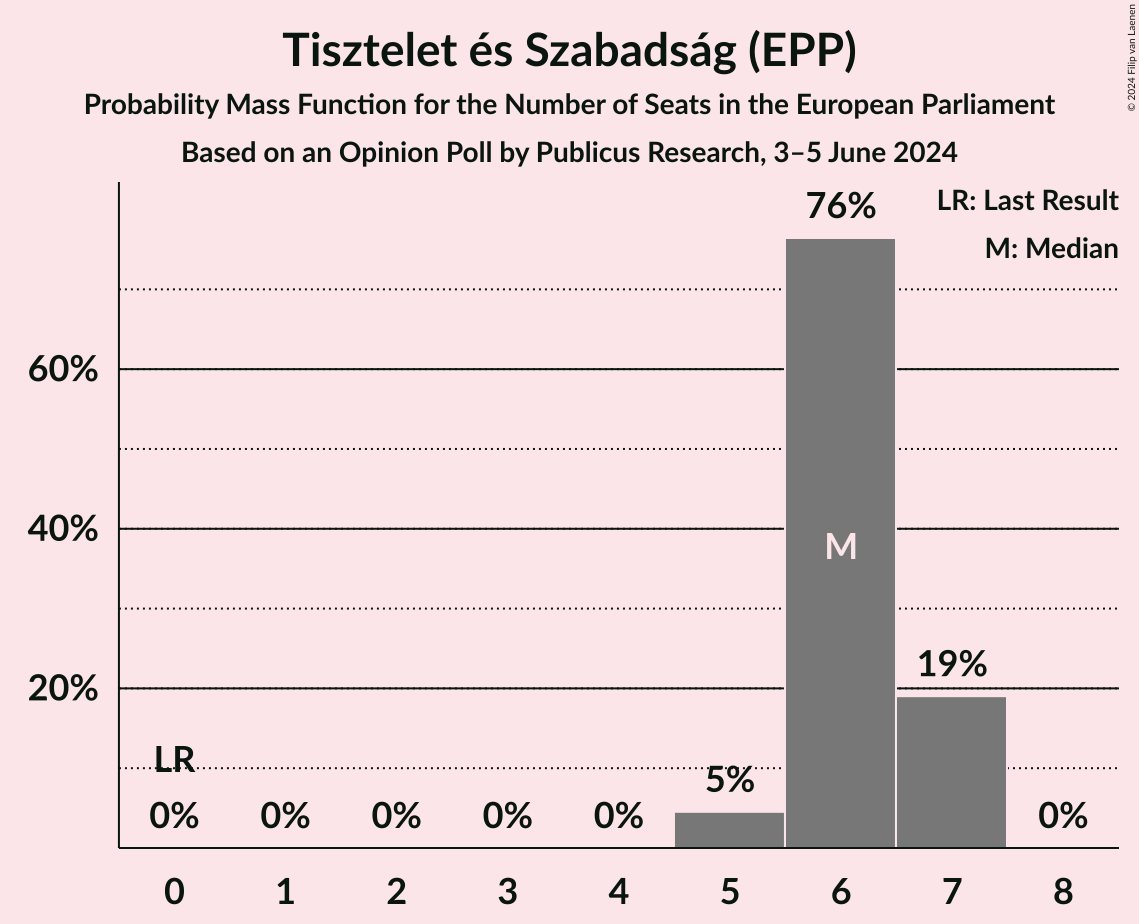 Tisztelet és Szabadság (EPP)
Probability Mass Function for the Number of Seats in the European Parliament
Based on an Opinion Poll by Publicus Research, 3–5 June 2024
© 2024 Filip van Laenen
LR: Last Result
M: Median
76%
60%
40%
M
19%
20%
LR
5%
0% 0% 0% 0% 0% 0%
0 1 2 3 4 5 6 7 8